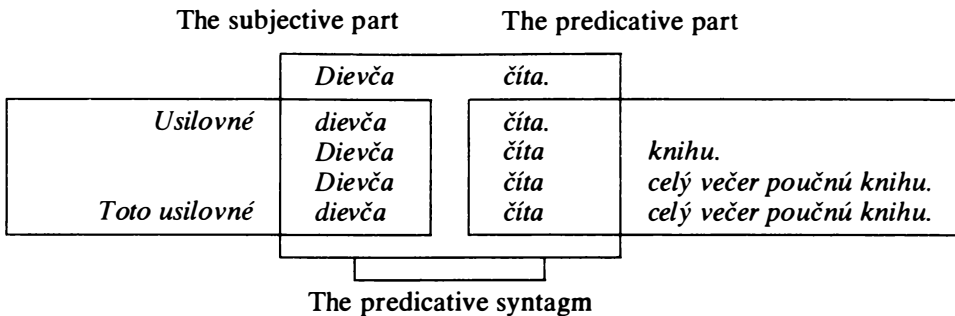 The subjective part The predicative part
Dievča číta.
Usilovné dievča číta.
Dievča číta knihu.
Dievča číta celý večer poučnú knihu.
Toto usilovné dievča číta celý večer poučnú knihu.
The predicative syntagm